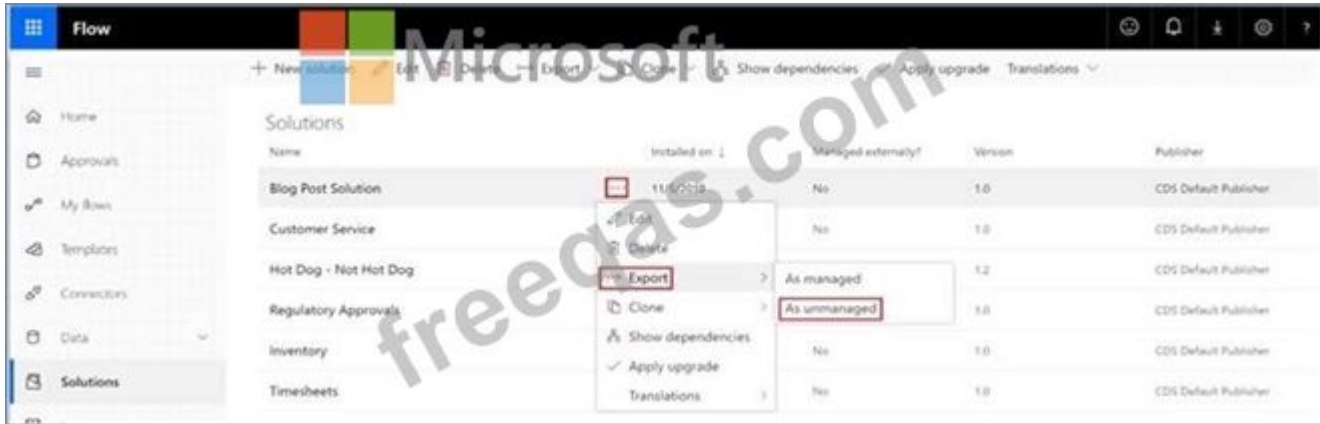 Flow
?
Microsoft
+ New solution Edit Delete Export Clone Show dependencies Apply upgrade Translations
Home
Approvals
My flows
Templates
Connectors
Data
Solutions
Solutions
Name Installed on ↓ Managed externally? Version Publisher
Blog Post Solution ... No 1.0 CDS Default Publisher
Customer Service No 1.0 CDS Default Publisher
Hot Dog - Not Hot Dog 1.2 CDS Default Publisher
Regulatory Approvals CDS Default Publisher
Inventory No 1.0 CDS Default Publisher
Timesheets No 1.0 CDS Default Publisher
Edit
Delete
Export
Clone
Show dependencies
Apply upgrade
Translations
As managed
As unmanaged
freeqas.com